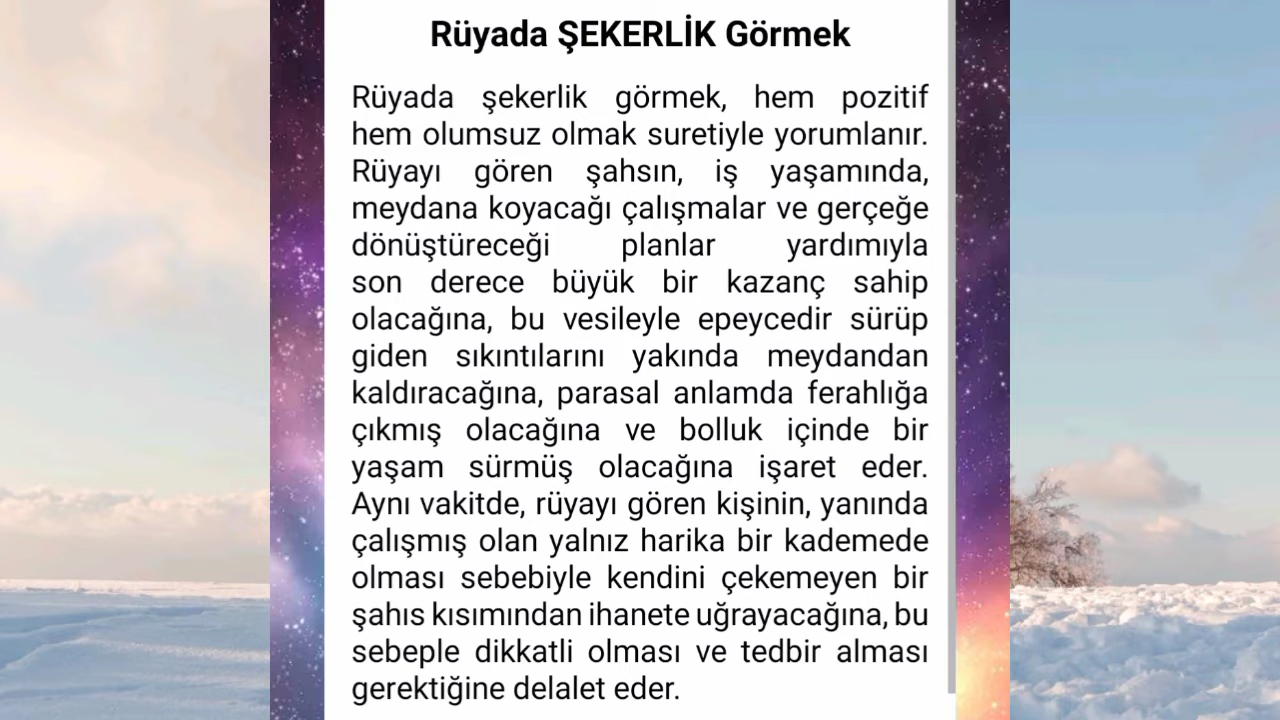 Rüyada ŞEKERLİK Görmek
Rüyada şekerlik görmek, hem pozitif
hem olumsuz olmak suretiyle yorumlanır.
Rüyayı gören şahsın, iş yaşamında,
meydana koyacağı çalışmalar ve gerçeğe
dönüştüreceği planlar yardımıyla
son derece büyük bir kazanç sahip
olacağına, bu vesileyle epeycedir sürüp
giden sıkıntılarını yakında meydandan
kaldıracağına, parasal anlamda ferahlığa
çıkmış olacağına ve bolluk içinde bir
yaşam sürmüş olacağına işaret eder.
Aynı vakitde, rüyayı gören kişinin, yanında
çalışmış olan yalnız harika bir kademede
olması sebebiyle kendini çekemeyen bir
şahıs kısımından ihanete uğrayacağına, bu
sebeple dikkatli olması ve tedbir alması
gerektiğine delalet eder.